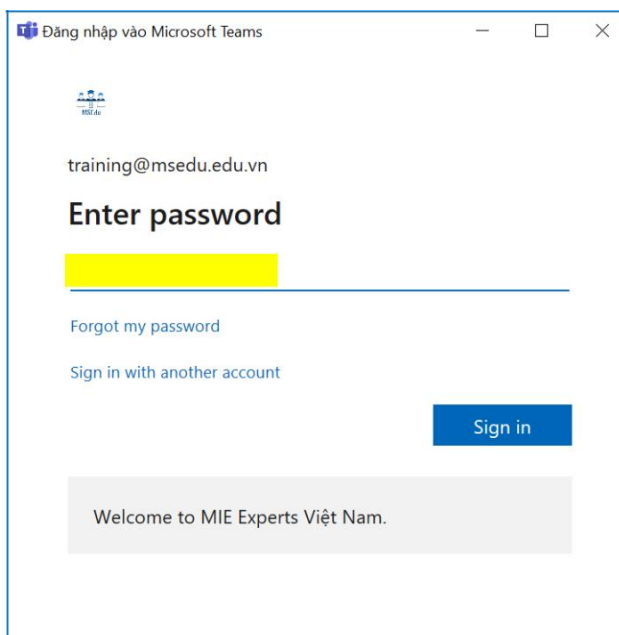 Đăng nhập vào Microsoft Teams
MSEdu
training@msedu.edu.vn
Enter password
Forgot my password
Sign in with another account
Sign in
Welcome to MIE Experts Việt Nam.